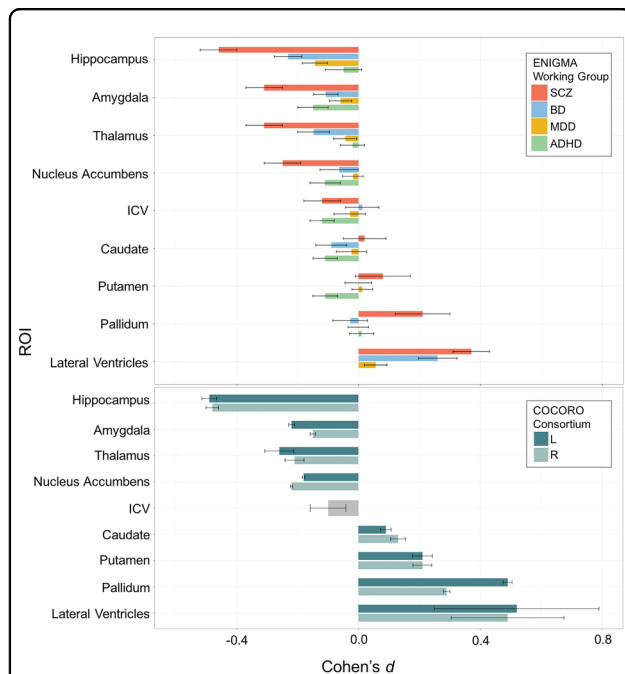 Hippocampus
Amygdala
Thalamus
Nucleus Accumbens
ICV
Caudate
Putamen
Pallidum
Lateral Ventricles
ENIGMA
Working Group
SCZ
BD
MDD
ADHD
ROI
Hippocampus
Amygdala
Thalamus
Nucleus Accumbens
ICV
Caudate
Putamen
Pallidum
Lateral Ventricles
COCORO
Consortium
L
R
-0.4 0.0 0.4 0.8
Cohen's d